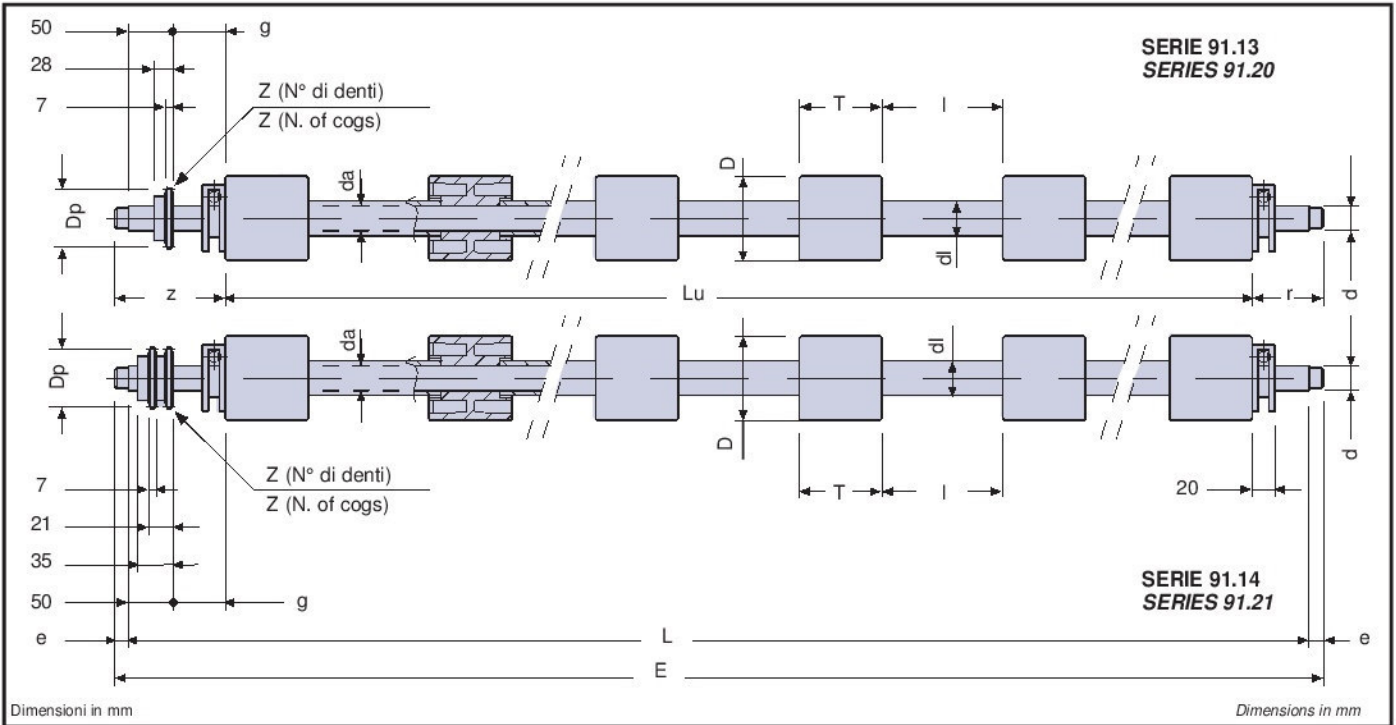 50
g
SERIE 91.13
SERIES 91.20
28
Z (N° di denti)
Z (N. of cogs)
7
T
l
D
da
Dp
dl
z
Lu
r
d
da
dl
Dp
D
d
Z (N° di denti)
Z (N. of cogs)
7
T
l
20
21
35
SERIE 91.14
SERIES 91.21
50
g
e
L
e
E
Dimensioni in mm
Dimensions in mm